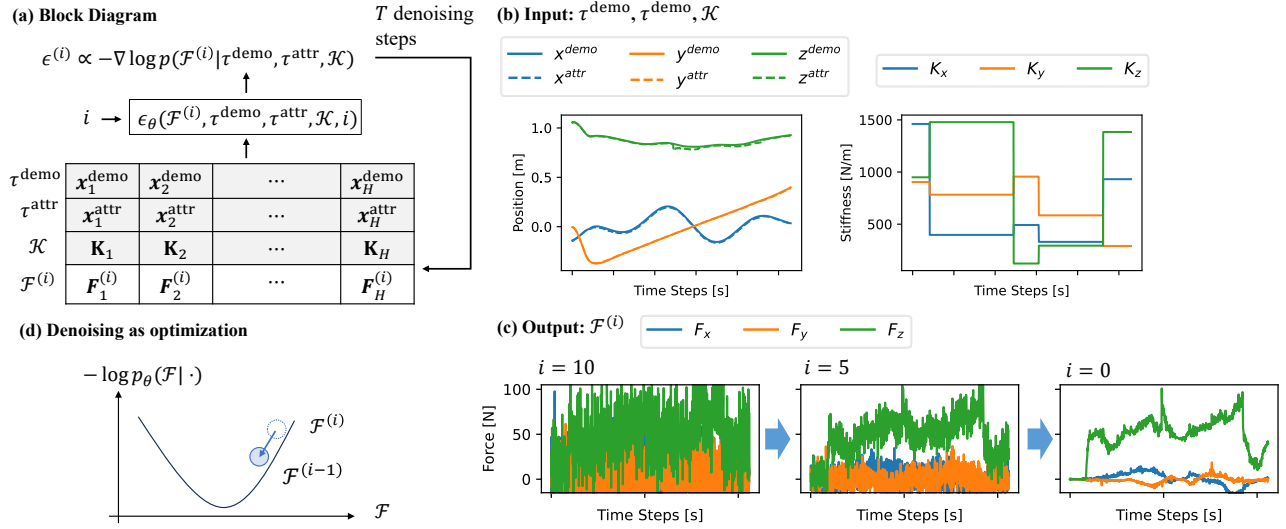 (a) Block Diagram
T denoising
steps
ϵ^(i) ∝ −∇ log p(ℱ^(i)|τ^demo, τ^attr, 𝒦)
i
ϵ_θ(ℱ^(i), τ^demo, τ^attr, 𝒦, i)
τ^demo x_1^demo x_2^demo ⋯ x_H^demo
τ^attr x_1^attr x_2^attr ⋯ x_H^attr
𝒦 K_1 K_2 ⋯ K_H
ℱ^(i) F_1^(i) F_2^(i) ⋯ F_H^(i)
(b) Input: τ^demo, τ^demo, 𝒦
x^demo y^demo z^demo
x^attr y^attr z^attr
K_x K_y K_z
1.0
0.5
0.0
Position [m]
Time Steps [s]
1500
1000
500
Stiffness [N/m]
Time Steps [s]
(d) Denoising as optimization
− log p_θ(ℱ| ·)
ℱ^(i)
ℱ^(i−1)
ℱ
(c) Output: ℱ^(i)
F_x F_y F_z
i = 10
i = 5
i = 0
100
50
0
Force [N]
Time Steps [s]
Time Steps [s]
Time Steps [s]